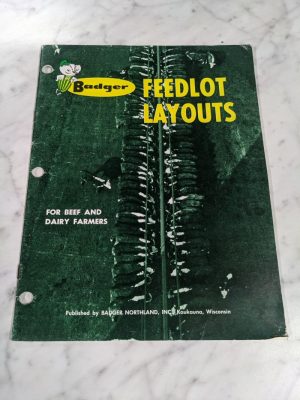 Badger
FEEDLOT
LAYOUTS
FOR BEEF AND
DAIRY FARMERS
Published by BADGER NORTHLAND, INC., Kaukauna, Wisconsin